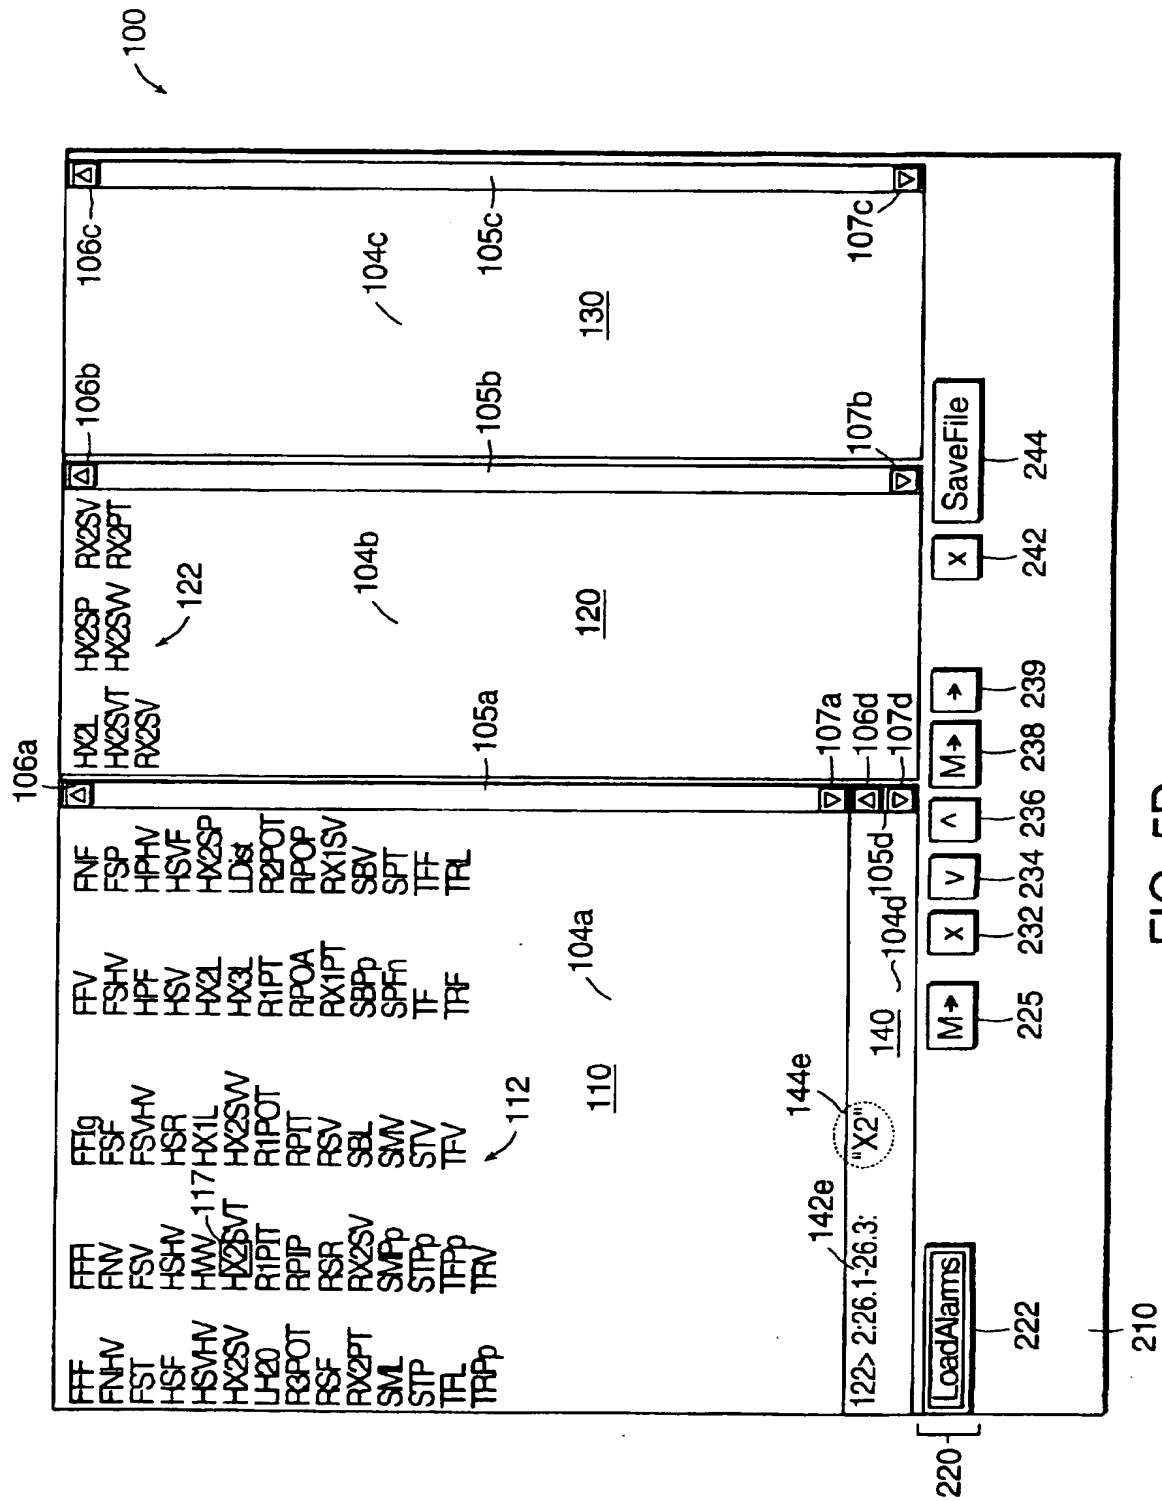 100
106a 106b 106c
FFF FFIg FFV FNF
FNHV FNV FSF FSHV FSP
FST FSV FSVHV HPF HPHV
HSF HSHV HSR HSV HSVF
HSVHV HWV HX1L HX2L HX2SP
HX2SV HX2SVT HX2SVV HX3L LDist
LH20 R1PIT R1POT R1PT R2POT
R3POT RPIP RPIT RPOA RPOP
RSF RSR RSV RX1PT RX1SV
RX2PT RX2SV SBL SBPp SBV
SML SMPp SMV SPFn SPT
STP STPp STV TF TFF
TFL TFPp TFV TRF TRL
TRPp TRV
117
112
110
104a
105a
HX2L HX2SP RX2SV
HX2SVT HX2SVV RX2PT
RX2SV
122
104b
105b
120
104c
105c
130
142e 144e 107a 107b 107c
122> 2:26.1-26.3: "X2"
140 104d 105d 106d 107d
220 LoadAlarms M→ x v ^ M→ → x SaveFile
222 225 232 234 236 238 239 242 244
210